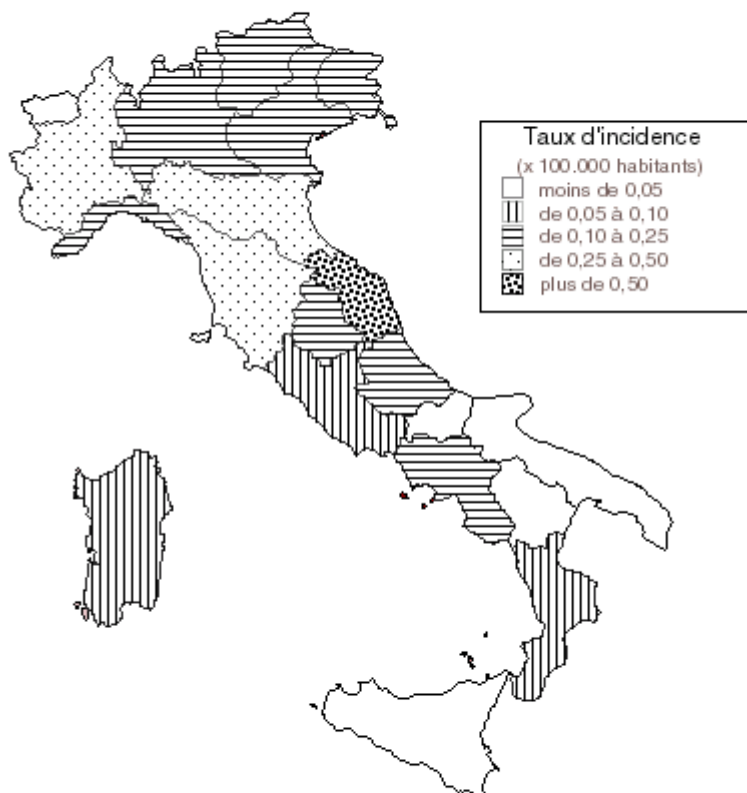 Taux d'incidence
(x 100.000 habitants)
moins de 0,05
de 0,05 à 0,10
de 0,10 à 0,25
de 0,25 à 0,50
plus de 0,50